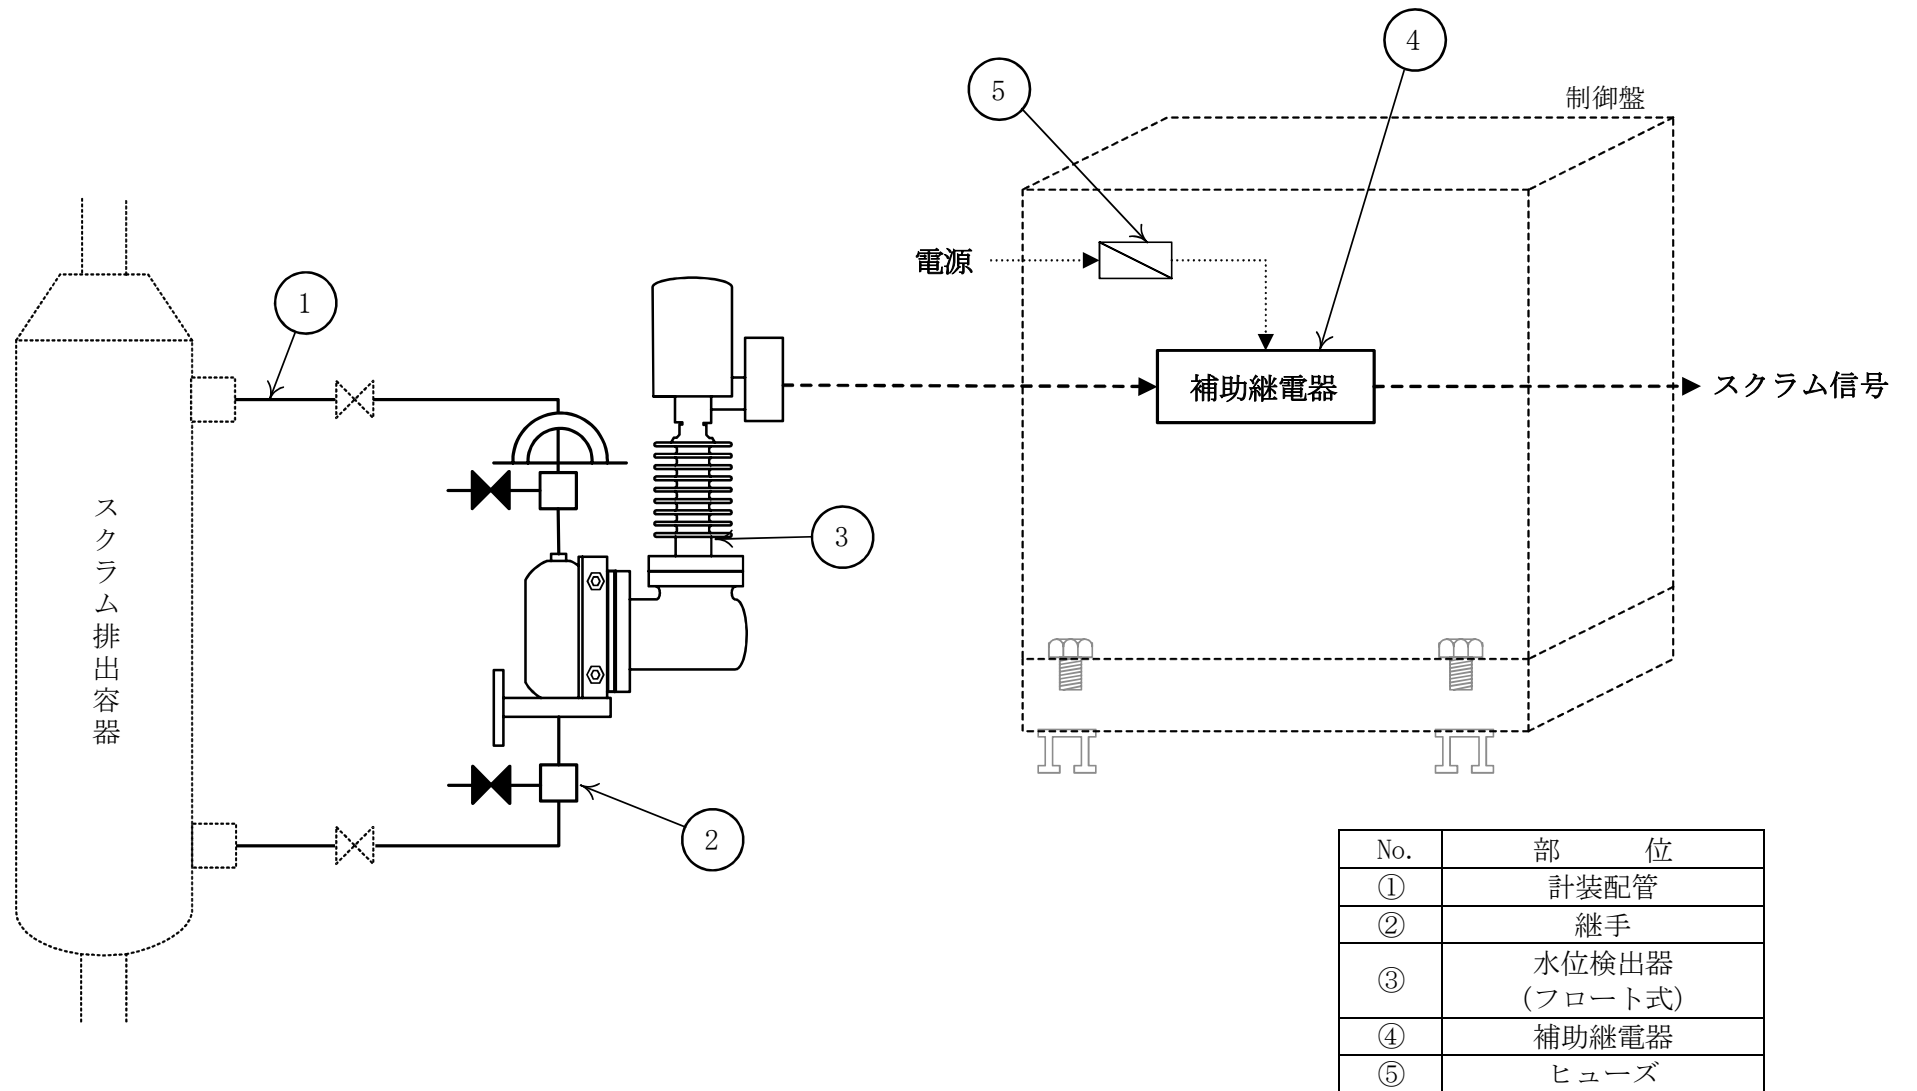 ④
⑤
制御盤
電源
①
補助継電器
スクラム信号
スクラム排出容器
③
②
No. 部 位
① 計装配管
② 継手
③ 水位検出器
(フロート式)
④ 補助継電器
⑤ ヒューズ